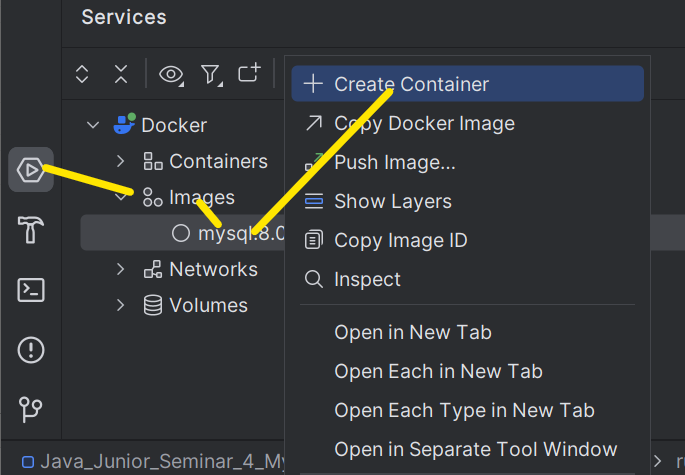 Services
Create Container
Docker
Copy Docker Image
Containers
Push Image...
Images
Show Layers
mysql:8.0
Copy Image ID
Networks
Inspect
Volumes
Open in New Tab
Open Each in New Tab
Open Each Type in New Tab
Open in Separate Tool Window
Java_Junior_Seminar_4_My